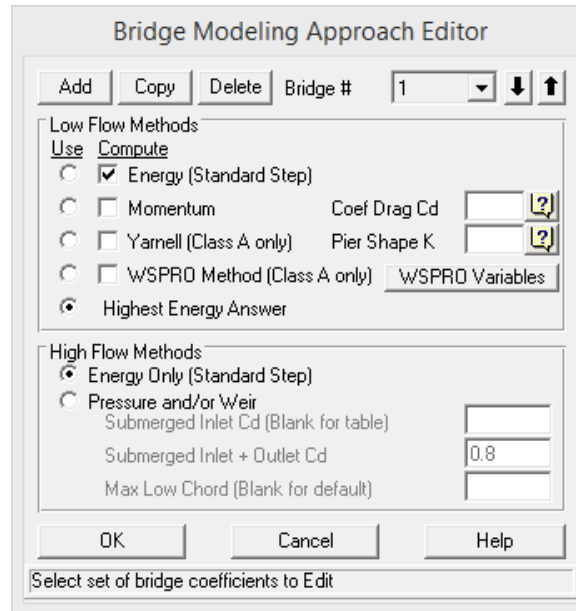 Bridge Modeling Approach Editor
Add Copy Delete Bridge # 1
Low Flow Methods
Use Compute
Energy (Standard Step)
Momentum Coef Drag Cd ?
Yarnell (Class A only) Pier Shape K ?
WSPRO Method (Class A only) WSPRO Variables
Highest Energy Answer
High Flow Methods
Energy Only (Standard Step)
Pressure and/or Weir
Submerged Inlet Cd (Blank for table)
Submerged Inlet + Outlet Cd 0.8
Max Low Chord (Blank for default)
OK Cancel Help
Select set of bridge coefficients to Edit